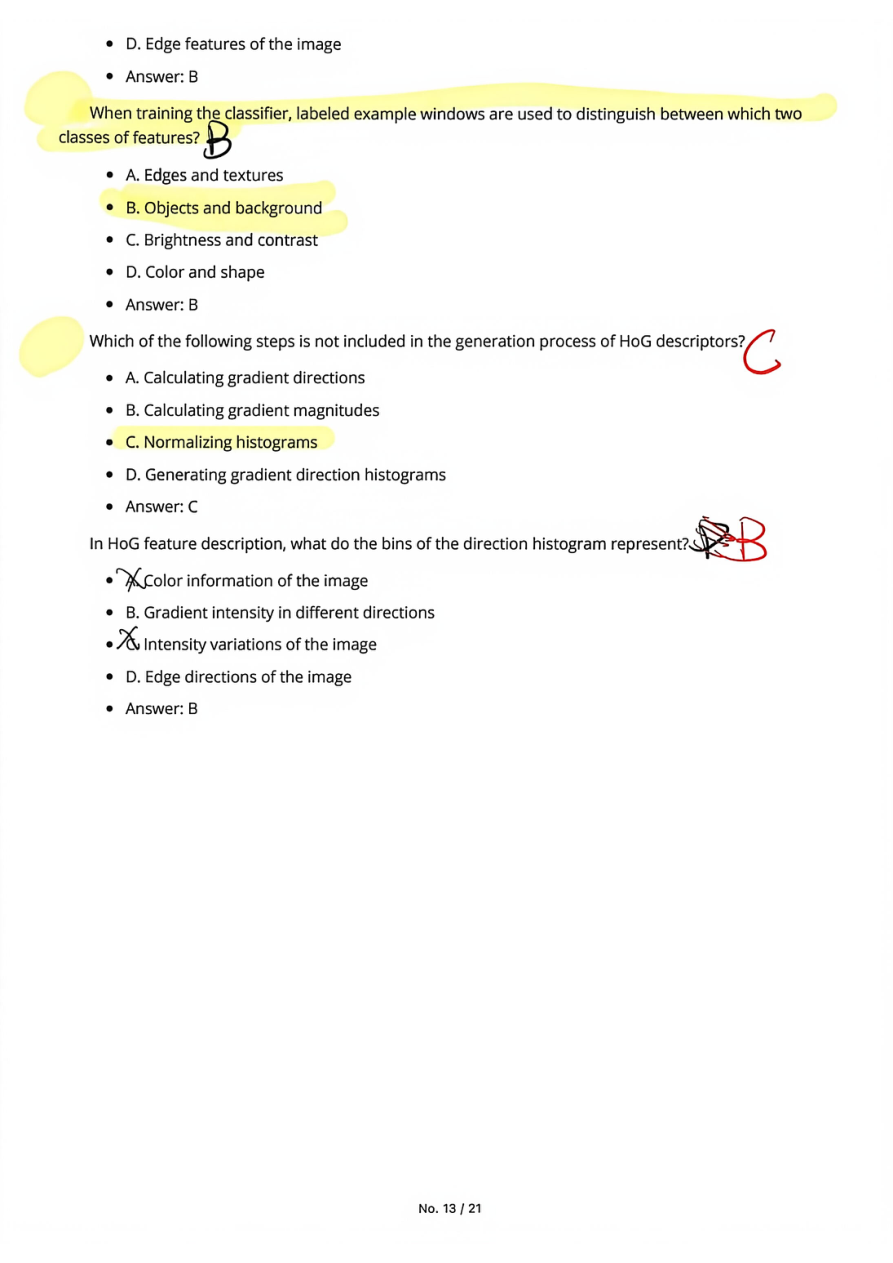 D. Edge features of the image
Answer: B
When training the classifier, labeled example windows are used to distinguish between which two
classes of features? B
A. Edges and textures
B. Objects and background
C. Brightness and contrast
D. Color and shape
Answer: B
Which of the following steps is not included in the generation process of HoG descriptors? C
A. Calculating gradient directions
B. Calculating gradient magnitudes
C. Normalizing histograms
D. Generating gradient direction histograms
Answer: C
In HoG feature description, what do the bins of the direction histogram represent? B
Color information of the image
B. Gradient intensity in different directions
Intensity variations of the image
D. Edge directions of the image
Answer: B
No. 13 / 21